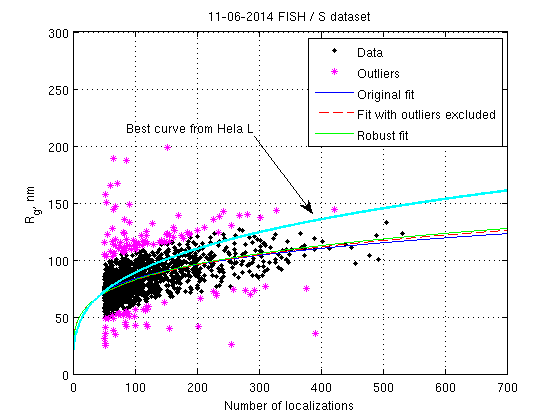 11-06-2014 FISH / S dataset
300
250
200
150
100
50
0
Rg, nm
Data
Outliers
Original fit
Fit with outliers excluded
Robust fit
Best curve from Hela L
0 100 200 300 400 500 600 700
Number of localizations